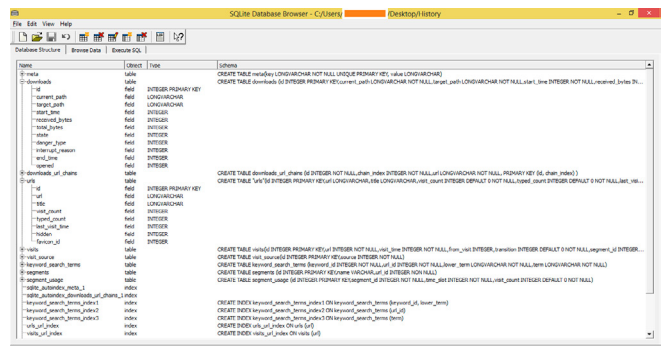 SQLite Database Browser - C:/Users/ /Desktop/History
File Edit View Help
Database Structure Browse Data Execute SQL
Name Object Type Schema
meta table CREATE TABLE meta(key LONGVARCHAR NOT NULL UNIQUE PRIMARY KEY, value LONGVARCHAR)
downloads table CREATE TABLE downloads (id INTEGER PRIMARY KEY,current_path LONGVARCHAR NOT NULL,target_path LONGVARCHAR NOT NULL,start_time INTEGER NOT NULL,received_bytes IN...
id field INTEGER PRIMARY KEY
current_path field LONGVARCHAR
target_path field LONGVARCHAR
start_time field INTEGER
received_bytes field INTEGER
total_bytes field INTEGER
state field INTEGER
danger_type field INTEGER
interrupt_reason field INTEGER
end_time field INTEGER
opened field INTEGER
downloads_url_chains table CREATE TABLE downloads_url_chains (id INTEGER NOT NULL,chain_index INTEGER NOT NULL,url LONGVARCHAR NOT NULL, PRIMARY KEY (id, chain_index) )
urls table CREATE TABLE "urls"(id INTEGER PRIMARY KEY,url LONGVARCHAR,title LONGVARCHAR,visit_count INTEGER DEFAULT 0 NOT NULL,typed_count INTEGER DEFAULT 0 NOT NULL,last_visi...
id field INTEGER PRIMARY KEY
url field LONGVARCHAR
title field LONGVARCHAR
visit_count field INTEGER
typed_count field INTEGER
last_visit_time field INTEGER
hidden field INTEGER
favicon_id field INTEGER
visits table CREATE TABLE visits(id INTEGER PRIMARY KEY,url INTEGER NOT NULL,visit_time INTEGER NOT NULL,from_visit INTEGER,transition INTEGER DEFAULT 0 NOT NULL,segment_id INTEGER...
visit_source table CREATE TABLE visit_source(id INTEGER PRIMARY KEY,source INTEGER NOT NULL)
keyword_search_terms table CREATE TABLE keyword_search_terms (keyword_id INTEGER NOT NULL,url_id INTEGER NOT NULL,lower_term LONGVARCHAR NOT NULL,term LONGVARCHAR NOT NULL)
segments table CREATE TABLE segments (id INTEGER PRIMARY KEY,name VARCHAR,url_id INTEGER NON NULL)
segment_usage table CREATE TABLE segment_usage (id INTEGER PRIMARY KEY,segment_id INTEGER NOT NULL,time_slot INTEGER NOT NULL,visit_count INTEGER DEFAULT 0 NOT NULL)
sqlite_autoindex_meta_1 index
sqlite_autoindex_downloads_url_chains_1 index
keyword_search_terms_index1 index CREATE INDEX keyword_search_terms_index1 ON keyword_search_terms (keyword_id, lower_term)
keyword_search_terms_index2 index CREATE INDEX keyword_search_terms_index2 ON keyword_search_terms (url_id)
keyword_search_terms_index3 index CREATE INDEX keyword_search_terms_index3 ON keyword_search_terms (term)
urls_url_index index CREATE INDEX urls_url_index ON urls (url)
visits_url_index index CREATE INDEX visits_url_index ON visits (url)